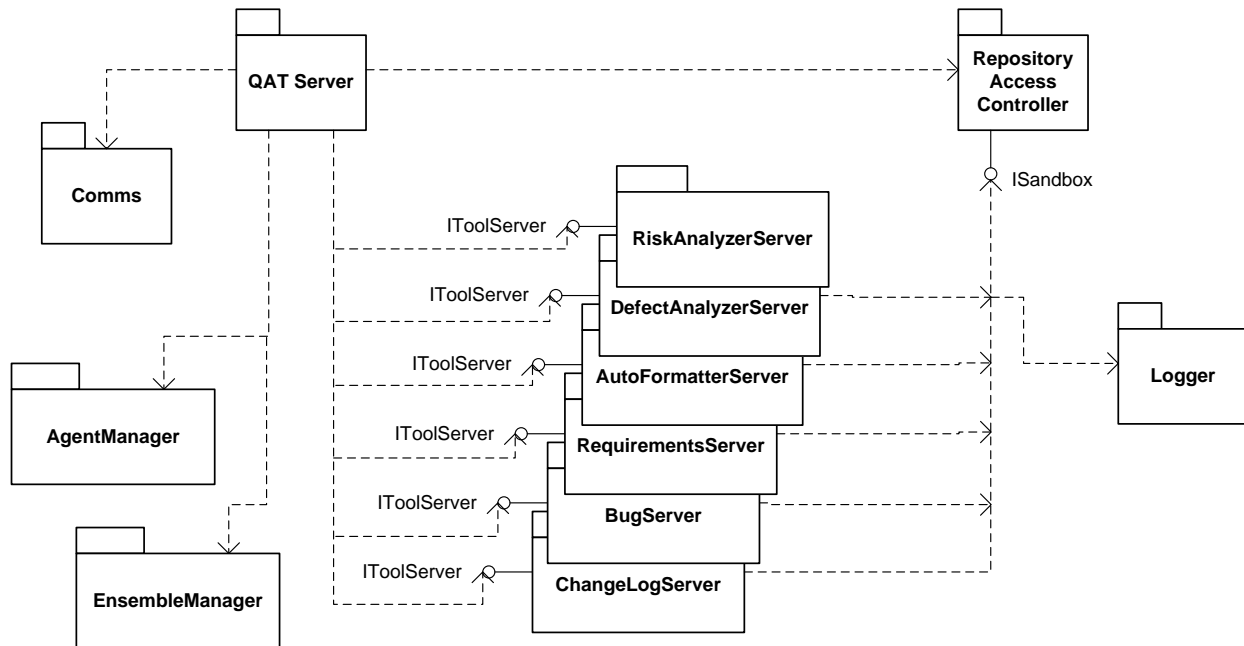 QAT Server
Repository
Access
Controller
Comms
ISandbox
IToolServer
RiskAnalyzerServer
IToolServer
DefectAnalyzerServer
IToolServer
AutoFormatterServer
Logger
IToolServer
AgentManager
RequirementsServer
IToolServer
BugServer
IToolServer
ChangeLogServer
EnsembleManager